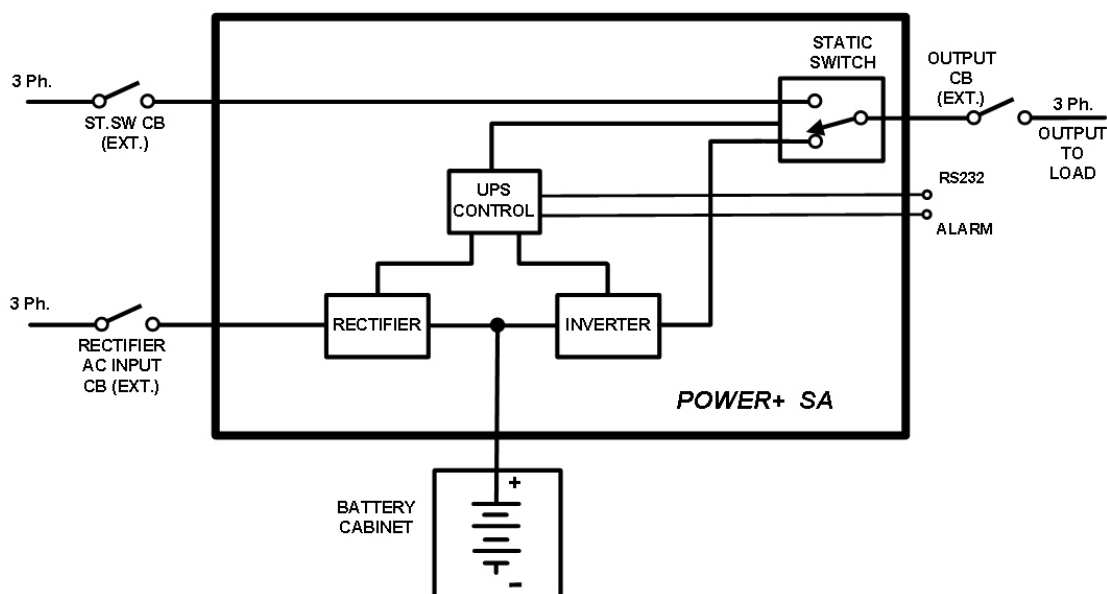 3 Ph.
ST.SW CB
(EXT.)
STATIC
SWITCH
OUTPUT
CB
(EXT.)
3 Ph.
OUTPUT
TO
LOAD
UPS
CONTROL
RS232
ALARM
3 Ph.
RECTIFIER
AC INPUT
CB (EXT.)
RECTIFIER
INVERTER
POWER+ SA
BATTERY
CABINET
+
-